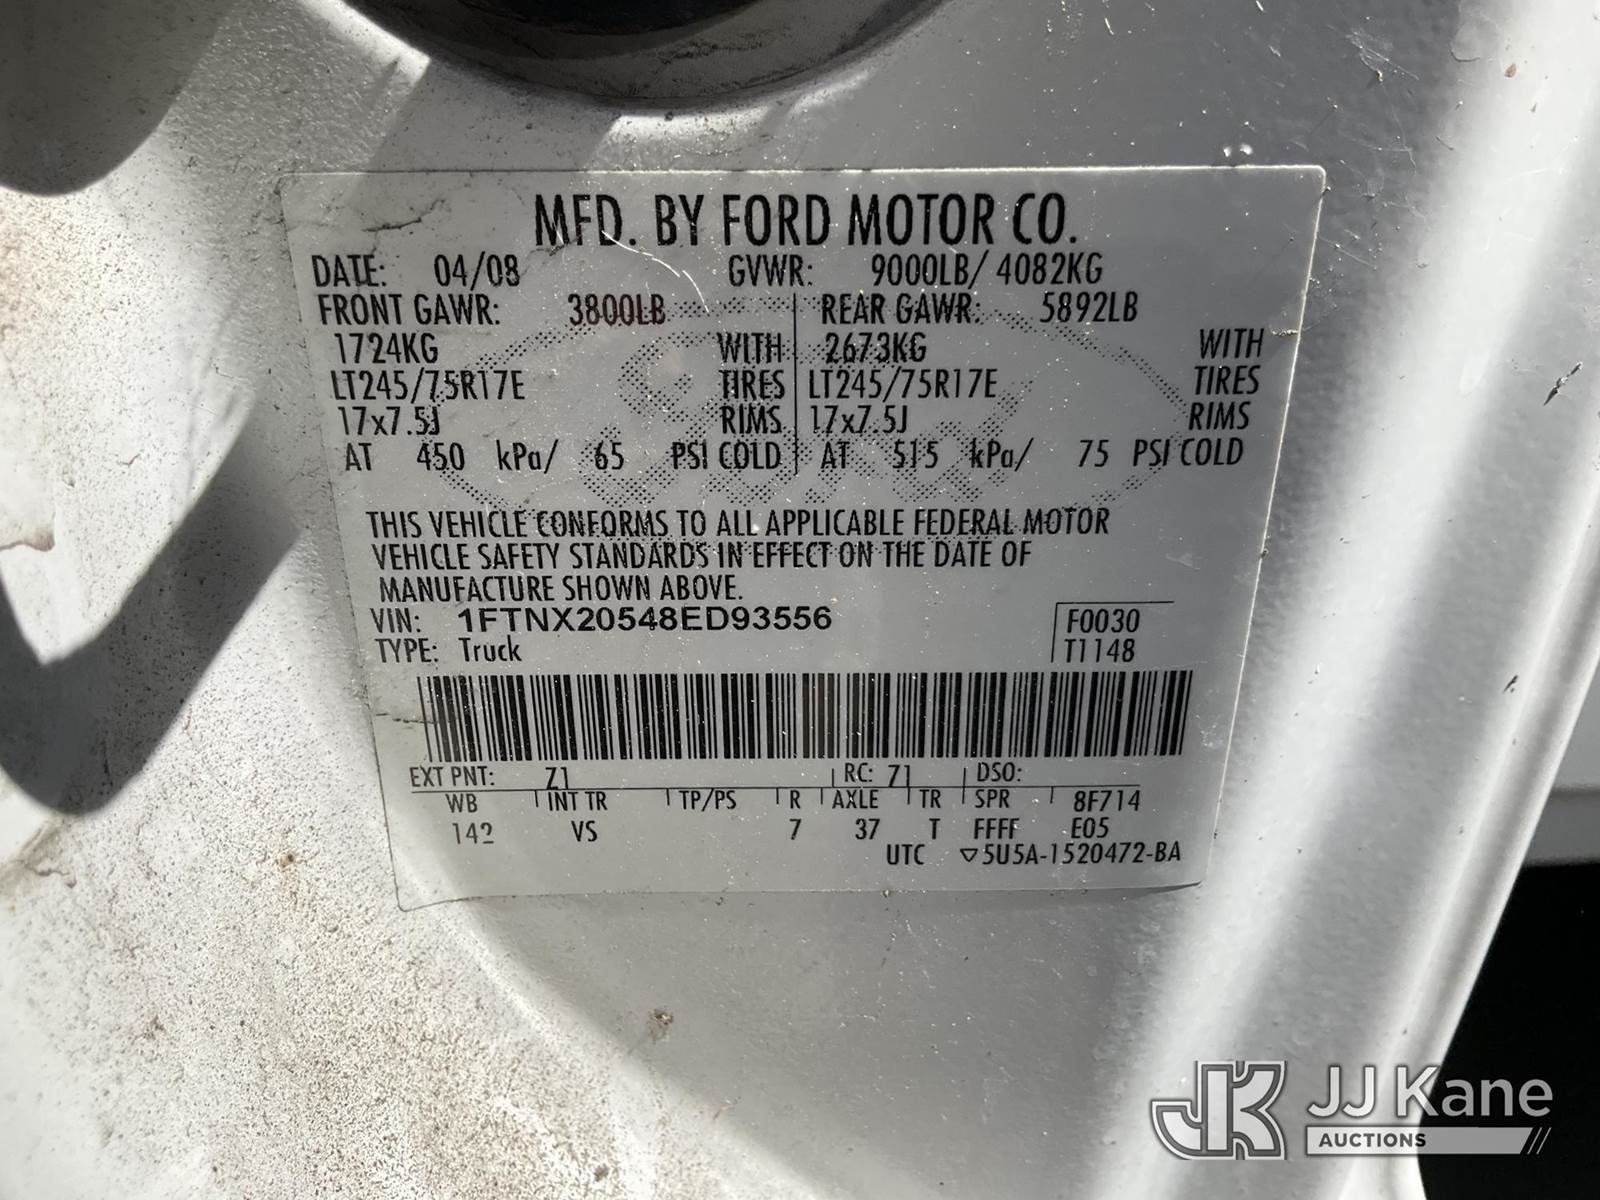 MFD. BY FORD MOTOR CO.
DATE: 04/08 GVWR: 9000LB/ 4082KG
FRONT GAWR: 3800LB REAR GAWR: 5892LB
1724KG WITH 2673KG WITH
LT245/75R17E TIRES LT245/75R17E TIRES
17x7.5J RIMS 17x7.5J RIMS
AT 450 kPa/ 65 PSI COLD AT 515 kPa/ 75 PSI COLD
THIS VEHICLE CONFORMS TO ALL APPLICABLE FEDERAL MOTOR
VEHICLE SAFETY STANDARDS IN EFFECT ON THE DATE OF
MANUFACTURE SHOWN ABOVE.
VIN: 1FTNX20548ED93556 F0030
TYPE: Truck T1148
EXT PNT: Z1 RC: 71 DSO:
WB INT TR TP/PS R AXLE TR SPR 8F714
142 VS 7 37 T FFFF E05
UTC ▽5U5A-1520472-BA
JJ Kane
AUCTIONS